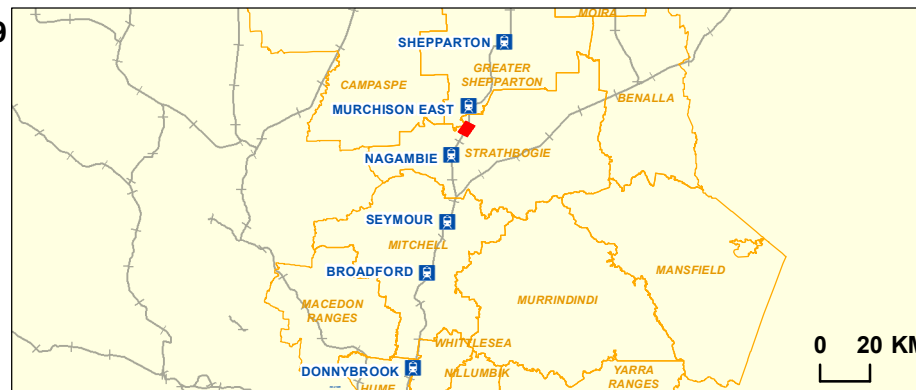 9
MOIRA
SHEPPARTON
GREATER
SHEPPARTON
CAMPASPE
BENALLA
MURCHISON EAST
NAGAMBIE
STRATHBOGIE
SEYMOUR
MITCHELL
BROADFORD
MANSFIELD
MURRINDINDI
MACEDON
RANGES
WHITTLESEA
0 20 KM
DONNYBROOK
NILLUMBIK
YARRA
RANGES
HUME